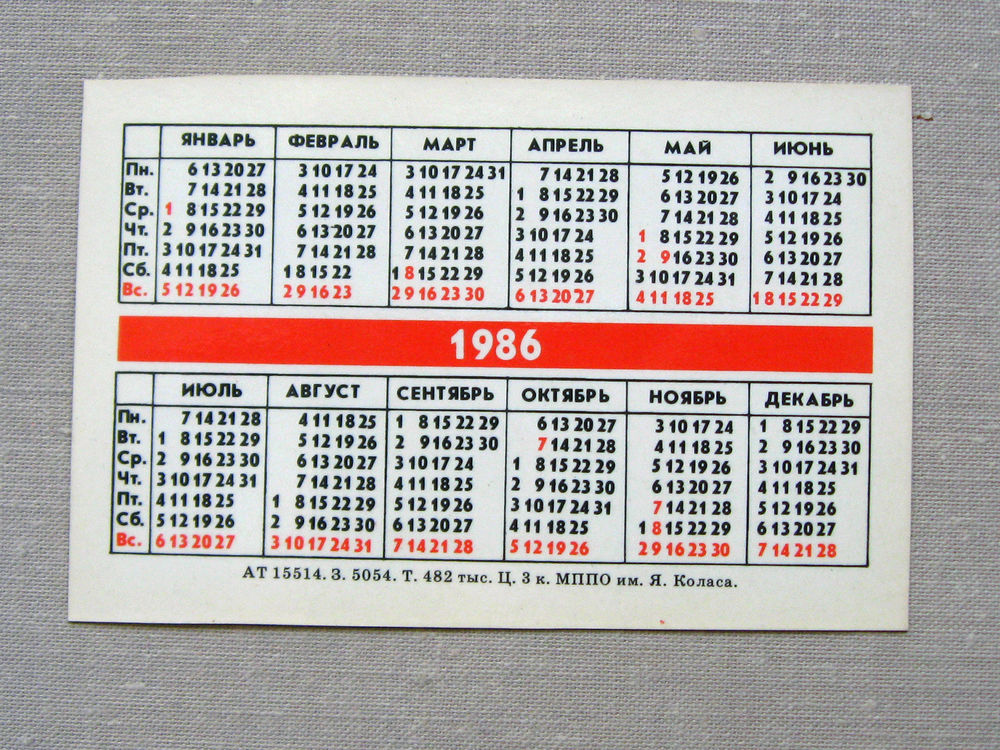 ЯНВАРЬ ФЕВРАЛЬ МАРТ АПРЕЛЬ МАЙ ИЮНЬ
Пн. 6 13 20 27 3 10 17 24 3 10 17 24 31 7 14 21 28 5 12 19 26 2 9 16 23 30
Вт. 7 14 21 28 4 11 18 25 4 11 18 25 1 8 15 22 29 6 13 20 27 3 10 17 24
Ср. 1 8 15 22 29 5 12 19 26 5 12 19 26 2 9 16 23 30 7 14 21 28 4 11 18 25
Чт. 2 9 16 23 30 6 13 20 27 6 13 20 27 3 10 17 24 1 8 15 22 29 5 12 19 26
Пт. 3 10 17 24 31 7 14 21 28 7 14 21 28 4 11 18 25 2 9 16 23 30 6 13 20 27
Сб. 4 11 18 25 1 8 15 22 1 8 15 22 29 5 12 19 26 3 10 17 24 31 7 14 21 28
Вс. 5 12 19 26 2 9 16 23 2 9 16 23 30 6 13 20 27 4 11 18 25 1 8 15 22 29
1986
ИЮЛЬ АВГУСТ СЕНТЯБРЬ ОКТЯБРЬ НОЯБРЬ ДЕКАБРЬ
Пн. 7 14 21 28 4 11 18 25 1 8 15 22 29 6 13 20 27 3 10 17 24 1 8 15 22 29
Вт. 1 8 15 22 29 5 12 19 26 2 9 16 23 30 7 14 21 28 4 11 18 25 2 9 16 23 30
Ср. 2 9 16 23 30 6 13 20 27 3 10 17 24 1 8 15 22 29 5 12 19 26 3 10 17 24 31
Чт. 3 10 17 24 31 7 14 21 28 4 11 18 25 2 9 16 23 30 6 13 20 27 4 11 18 25
Пт. 4 11 18 25 1 8 15 22 29 5 12 19 26 3 10 17 24 31 7 14 21 28 5 12 19 26
Сб. 5 12 19 26 2 9 16 23 30 6 13 20 27 4 11 18 25 1 8 15 22 29 6 13 20 27
Вс. 6 13 20 27 3 10 17 24 31 7 14 21 28 5 12 19 26 2 9 16 23 30 7 14 21 28
АТ 15514. З. 5054. Т. 482 тыс. Ц. 3 к. МППО им. Я. Коласа.